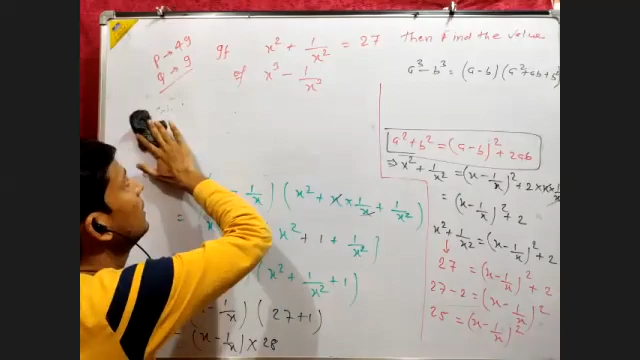 P → 49
Q → 9
If x² + 1/x² = 27 then find the value
of x³ − 1/x³
a³−b³ = (a−b)(a²+ab+b²
a²+b² = (a−b)² + 2ab
⇒ x² + 1/x² = (x − 1/x)² + 2×x×1/x
= (x − 1/x)² + 2
x² + 1/x² = (x − 1/x)² + 2
27 = (x − 1/x)² + 2
27 − 2 = (x − 1/x)²
25 = (x − 1/x)²
− 1/x) (x² + x × 1/x + 1/x²)
= x² + 1 + 1/x²)
(x² + 1/x² + 1)
− 1/x) (27+1)
(x − 1/x) × 28